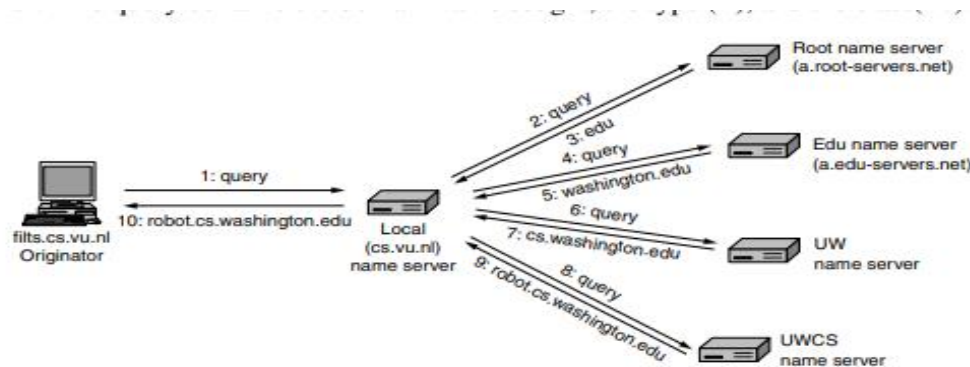 Root name server
(a.root-servers.net)
2: query
3: edu
4: query
5: washington.edu
Edu name server
(a.edu-servers.net)
1: query
10: robot.cs.washington.edu
filts.cs.vu.nl
Originator
Local
(cs.vu.nl)
name server
6: query
7: cs.washington.edu
UW
name server
8: query
9: robot.cs.washington.edu
UWCS
name server